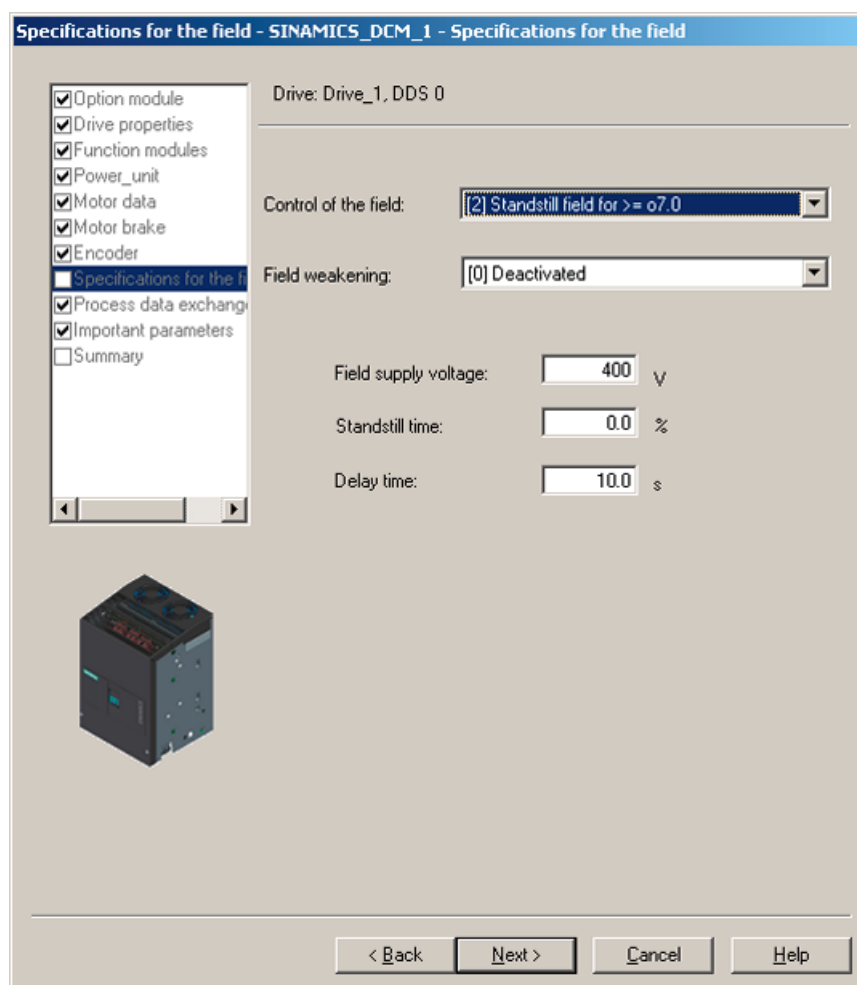 Specifications for the field - SINAMICS_DCM_1 - Specifications for the field
Option module
Drive properties
Function modules
Power_unit
Motor data
Motor brake
Encoder
Specifications for the fi
Process data exchang
Important parameters
Summary
Drive: Drive_1, DDS 0
Control of the field: [2] Standstill field for >= o7.0
Field weakening: [0] Deactivated
Field supply voltage: 400 V
Standstill time: 0.0 %
Delay time: 10.0 s
< Back Next > Cancel Help